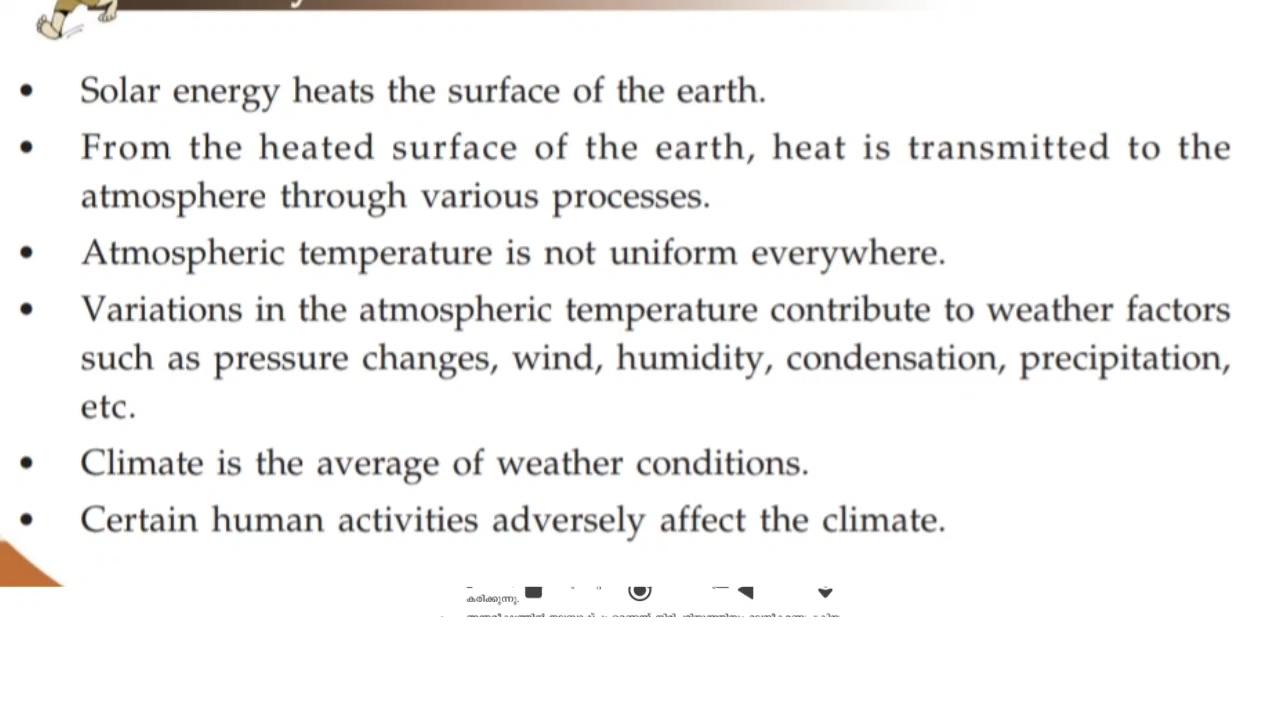 • Solar energy heats the surface of the earth.
• From the heated surface of the earth, heat is transmitted to the
atmosphere through various processes.
• Atmospheric temperature is not uniform everywhere.
• Variations in the atmospheric temperature contribute to weather factors
such as pressure changes, wind, humidity, condensation, precipitation,
etc.
• Climate is the average of weather conditions.
• Certain human activities adversely affect the climate.
കരിക്കുന്നു.